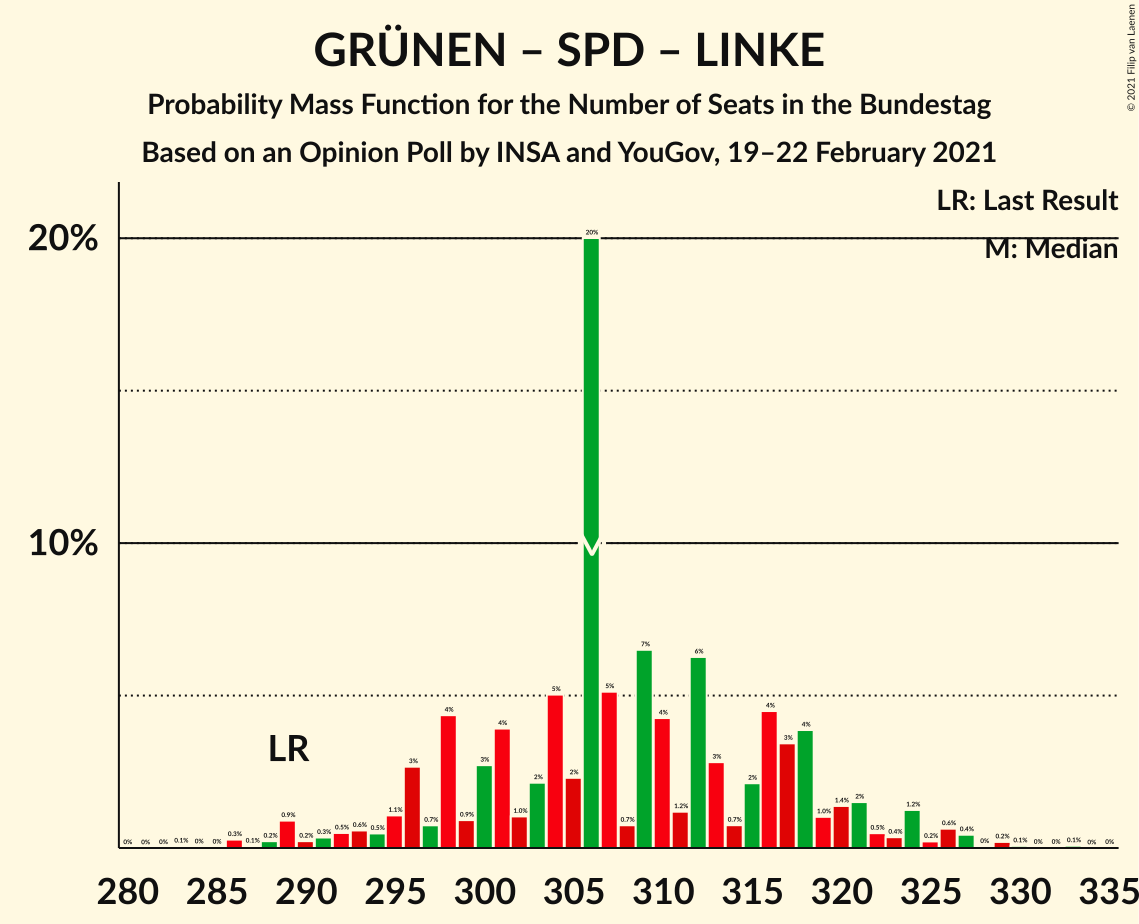 GRÜNEN – SPD – LINKE
Probability Mass Function for the Number of Seats in the Bundestag
Based on an Opinion Poll by INSA and YouGov, 19–22 February 2021
© 2021 Filip van Laenen
LR: Last Result
M: Median
20%
10%
LR
M
0% 0% 0% 0.1% 0% 0% 0.3% 0.1% 0.2% 0.9% 0.2% 0.3% 0.5% 0.6% 0.5% 1.1% 3% 0.7% 4% 0.9% 3% 4% 1.0% 2% 5% 2% 20% 5% 0.7% 7% 4% 1.2% 6% 3% 0.7% 2% 4% 3% 4% 1.0% 1.4% 2% 0.5% 0.4% 1.2% 0.2% 0.6% 0.4% 0% 0.2% 0.1% 0% 0% 0.1% 0% 0%
280 285 290 295 300 305 310 315 320 325 330 335